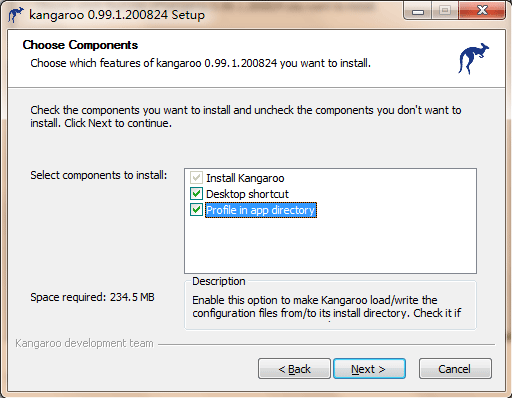 kangaroo 0.99.1.200824 Setup
Choose Components
Choose which features of kangaroo 0.99.1.200824 you want to install.
Check the components you want to install and uncheck the components you don't want to
install. Click Next to continue.
Select components to install:
Install Kangaroo
Desktop shortcut
Profile in app directory
Space required: 234.5 MB
Description
Enable this option to make Kangaroo load/write the
configuration files from/to its install directory. Check it if
Kangaroo development team
< Back
Next >
Cancel